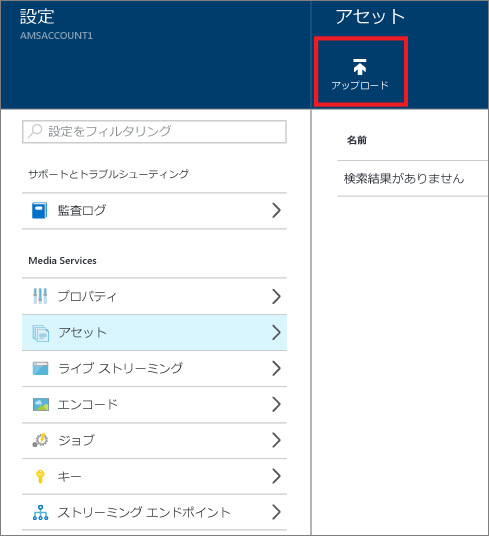 設定
AMSACCOUNT1
設定をフィルタリング
サポートとトラブルシューティング
監査ログ
Media Services
プロパティ
アセット
ライブ ストリーミング
エンコード
ジョブ
キー
ストリーミング エンドポイント
アセット
アップロード
名前
検索結果がありません